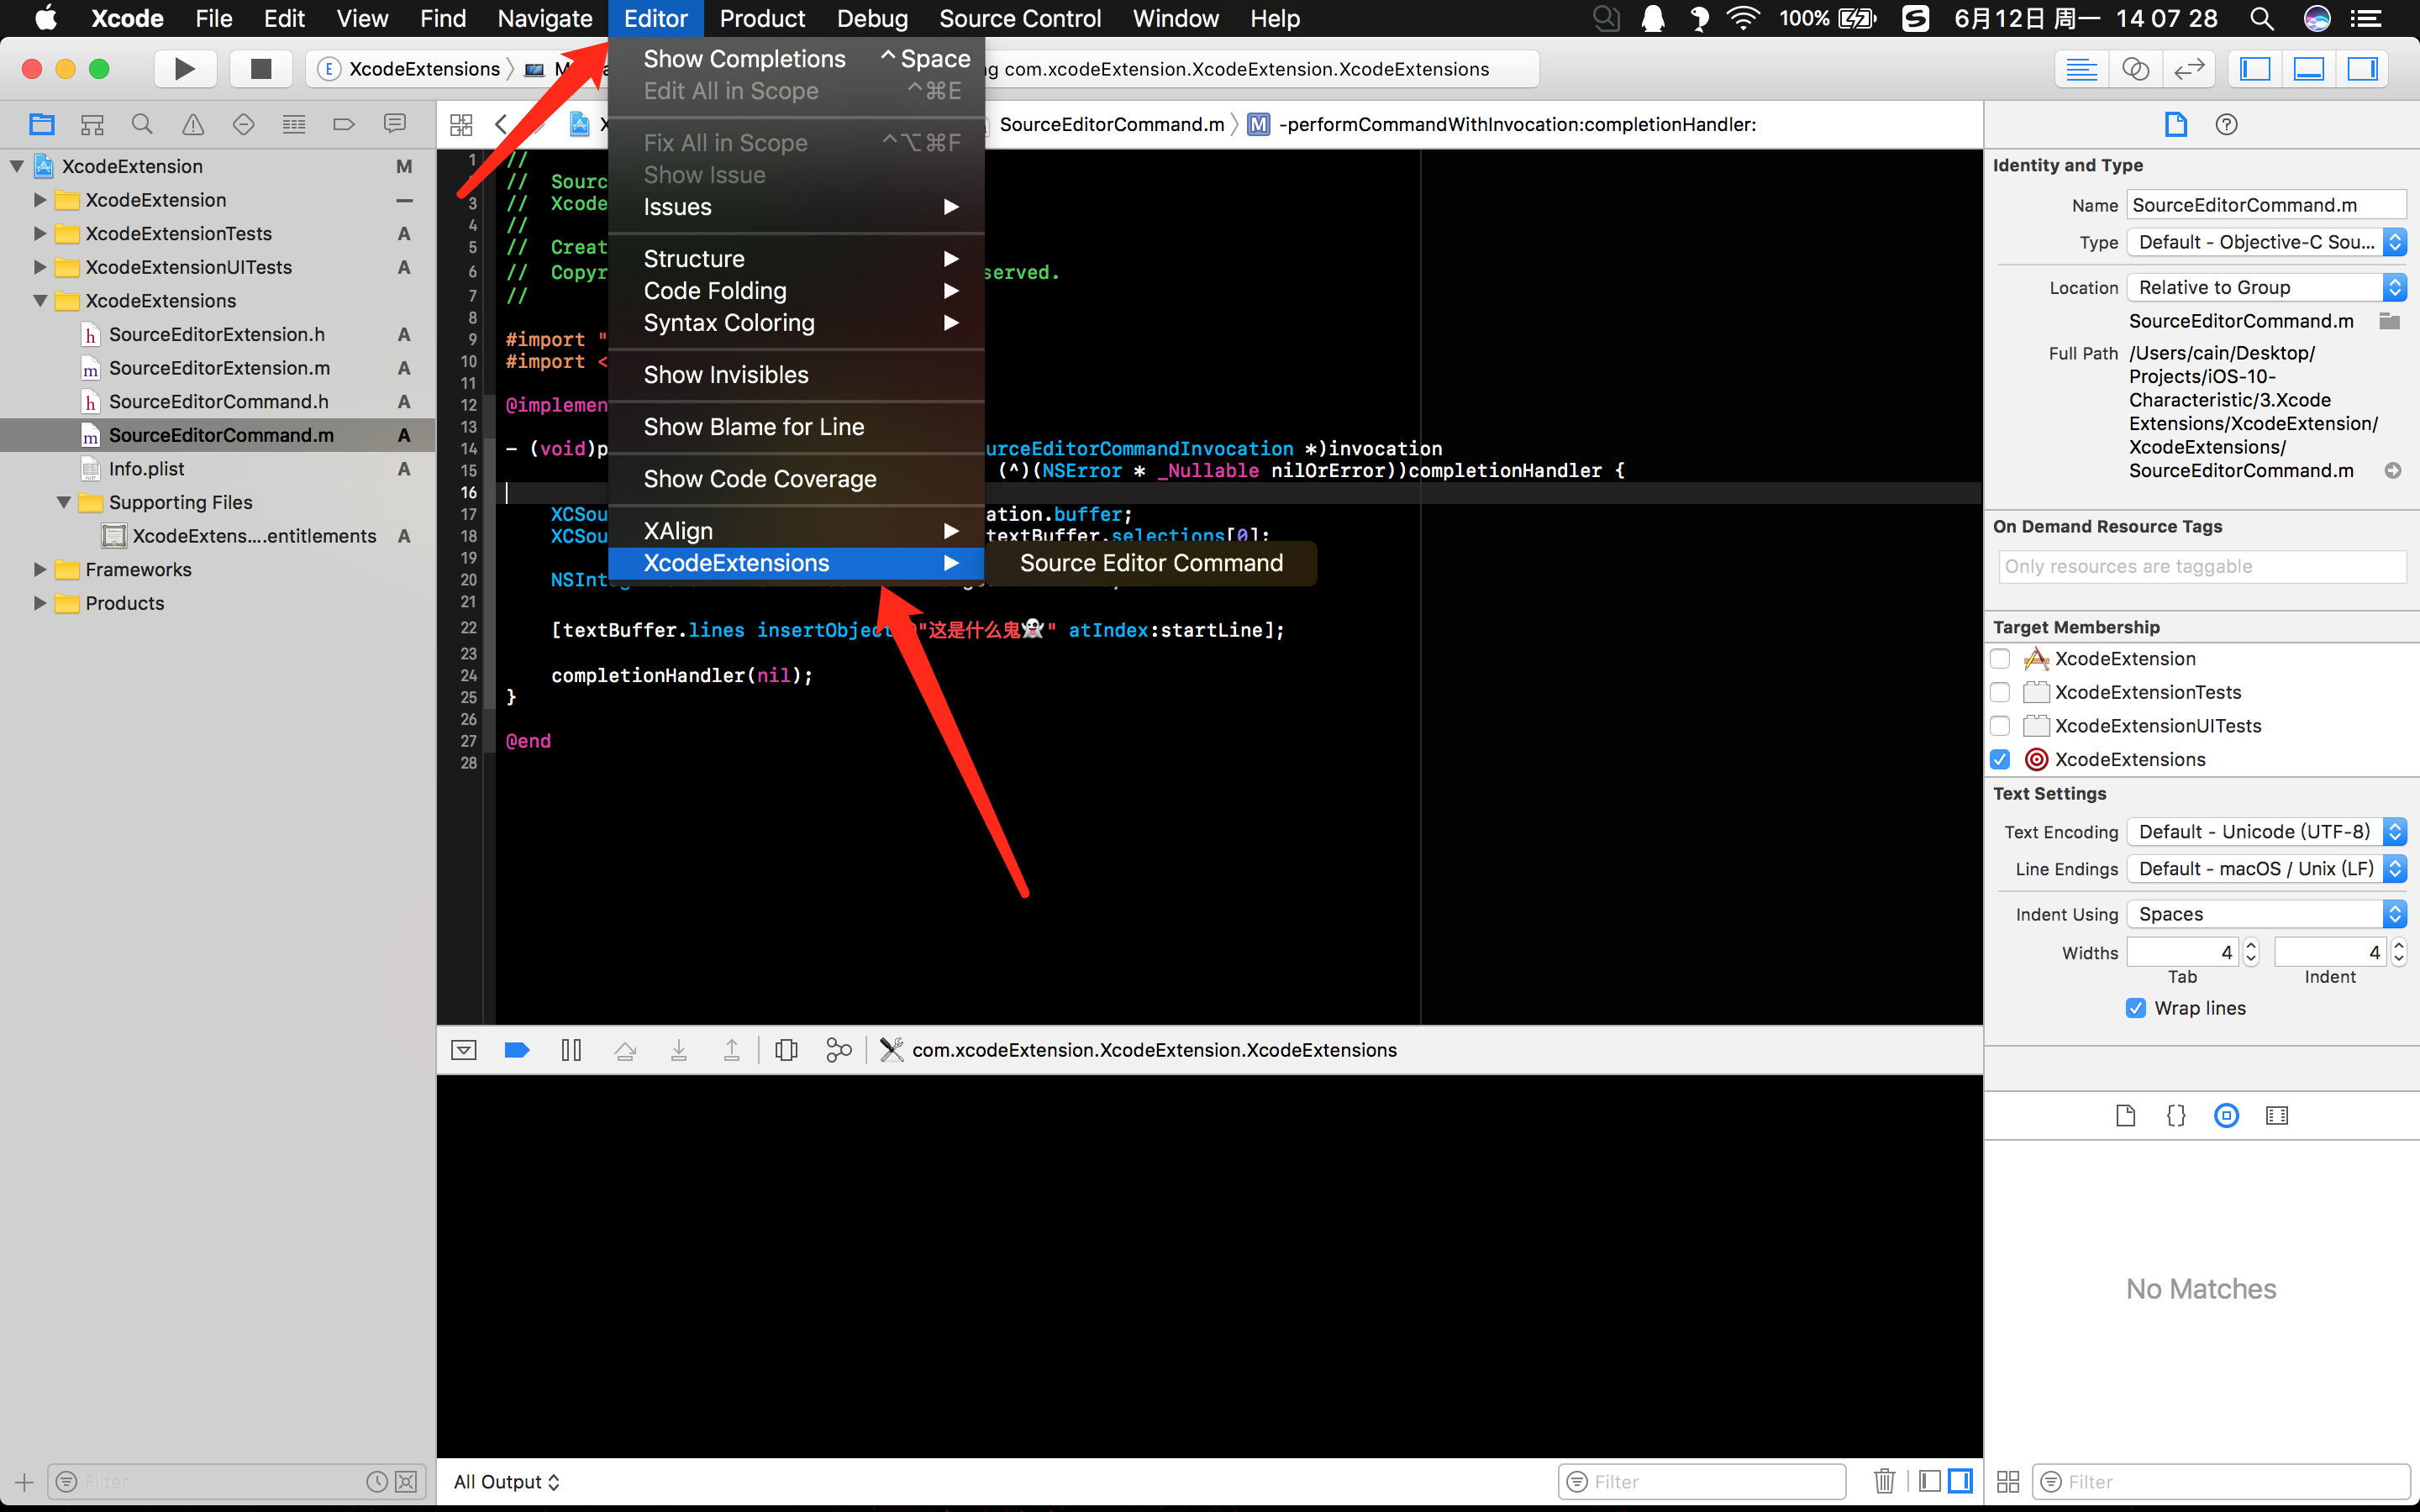 Xcode File Edit View Find Navigate Editor Product Debug Source Control Window Help 100% 6月12日 周一 14 07 28
XcodeExtensions
com.xcodeExtension.XcodeExtension.XcodeExtensions
SourceEditorCommand.m M -performCommandWithInvocation:completionHandler:
XcodeExtension M
XcodeExtension
XcodeExtensionTests A
XcodeExtensionUITests A
XcodeExtensions
h SourceEditorExtension.h A
m SourceEditorExtension.m A
h SourceEditorCommand.h A
m SourceEditorCommand.m A
Info.plist A
Supporting Files
XcodeExtens....entitlements A
Frameworks
Products
Filter
Show Completions ^ Space
Edit All in Scope ^⌘E
Fix All in Scope ^⌥⌘F
Show Issue
Issues
Structure
Code Folding
Syntax Coloring
Show Invisibles
Show Blame for Line
Show Code Coverage
XAlign
XcodeExtensions
Source Editor Command
1 //
// Sourc
3 // Xcode
4 //
5 // Creat
6 // Copyr served.
7 //
8
9 #import "
10 #import <
11
12 @implemen
13
14 - (void)p urceEditorCommandInvocation *)invocation
15 (^)(NSError * _Nullable nilOrError))completionHandler {
16
17 XCSou ation.buffer;
18 XCSou textBuffer.selections[0];
19
20 NSInt
21
22 [textBuffer.lines insertObject "这是什么鬼👻" atIndex:startLine];
23
24 completionHandler(nil);
25 }
26
27 @end
28
com.xcodeExtension.XcodeExtension.XcodeExtensions
All Output
Filter
Identity and Type
Name SourceEditorCommand.m
Type Default - Objective-C Sou...
Location Relative to Group
SourceEditorCommand.m
Full Path /Users/cain/Desktop/
Projects/iOS-10-
Characteristic/3.Xcode
Extensions/XcodeExtension/
XcodeExtensions/
SourceEditorCommand.m
On Demand Resource Tags
Only resources are taggable
Target Membership
XcodeExtension
XcodeExtensionTests
XcodeExtensionUITests
XcodeExtensions
Text Settings
Text Encoding Default - Unicode (UTF-8)
Line Endings Default - macOS / Unix (LF)
Indent Using Spaces
Widths 4 4
Tab Indent
Wrap lines
No Matches
Filter